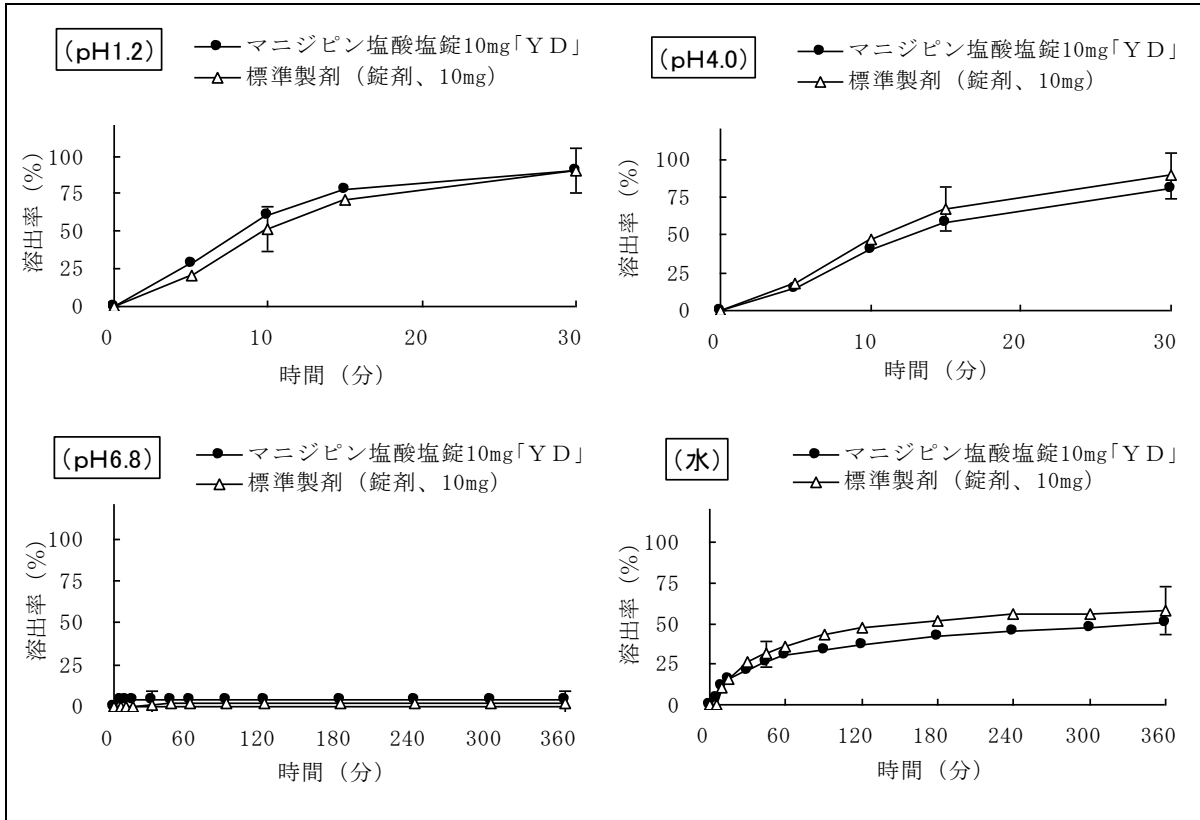 (pH1.2)
マニジピン塩酸塩錠10mg「ＹＤ」
標準製剤（錠剤、10mg）
溶出率（%）
100
75
50
25
0
0 10 20 30
時間（分）
(pH4.0)
マニジピン塩酸塩錠10mg「ＹＤ」
標準製剤（錠剤、10mg）
溶出率（%）
100
75
50
25
0
0 10 20 30
時間（分）
(pH6.8)
マニジピン塩酸塩錠10mg「ＹＤ」
標準製剤（錠剤、10mg）
溶出率（%）
100
75
50
25
0
0 60 120 180 240 300 360
時間（分）
(水)
マニジピン塩酸塩錠10mg「ＹＤ」
標準製剤（錠剤、10mg）
溶出率（%）
100
75
50
25
0
0 60 120 180 240 300 360
時間（分）